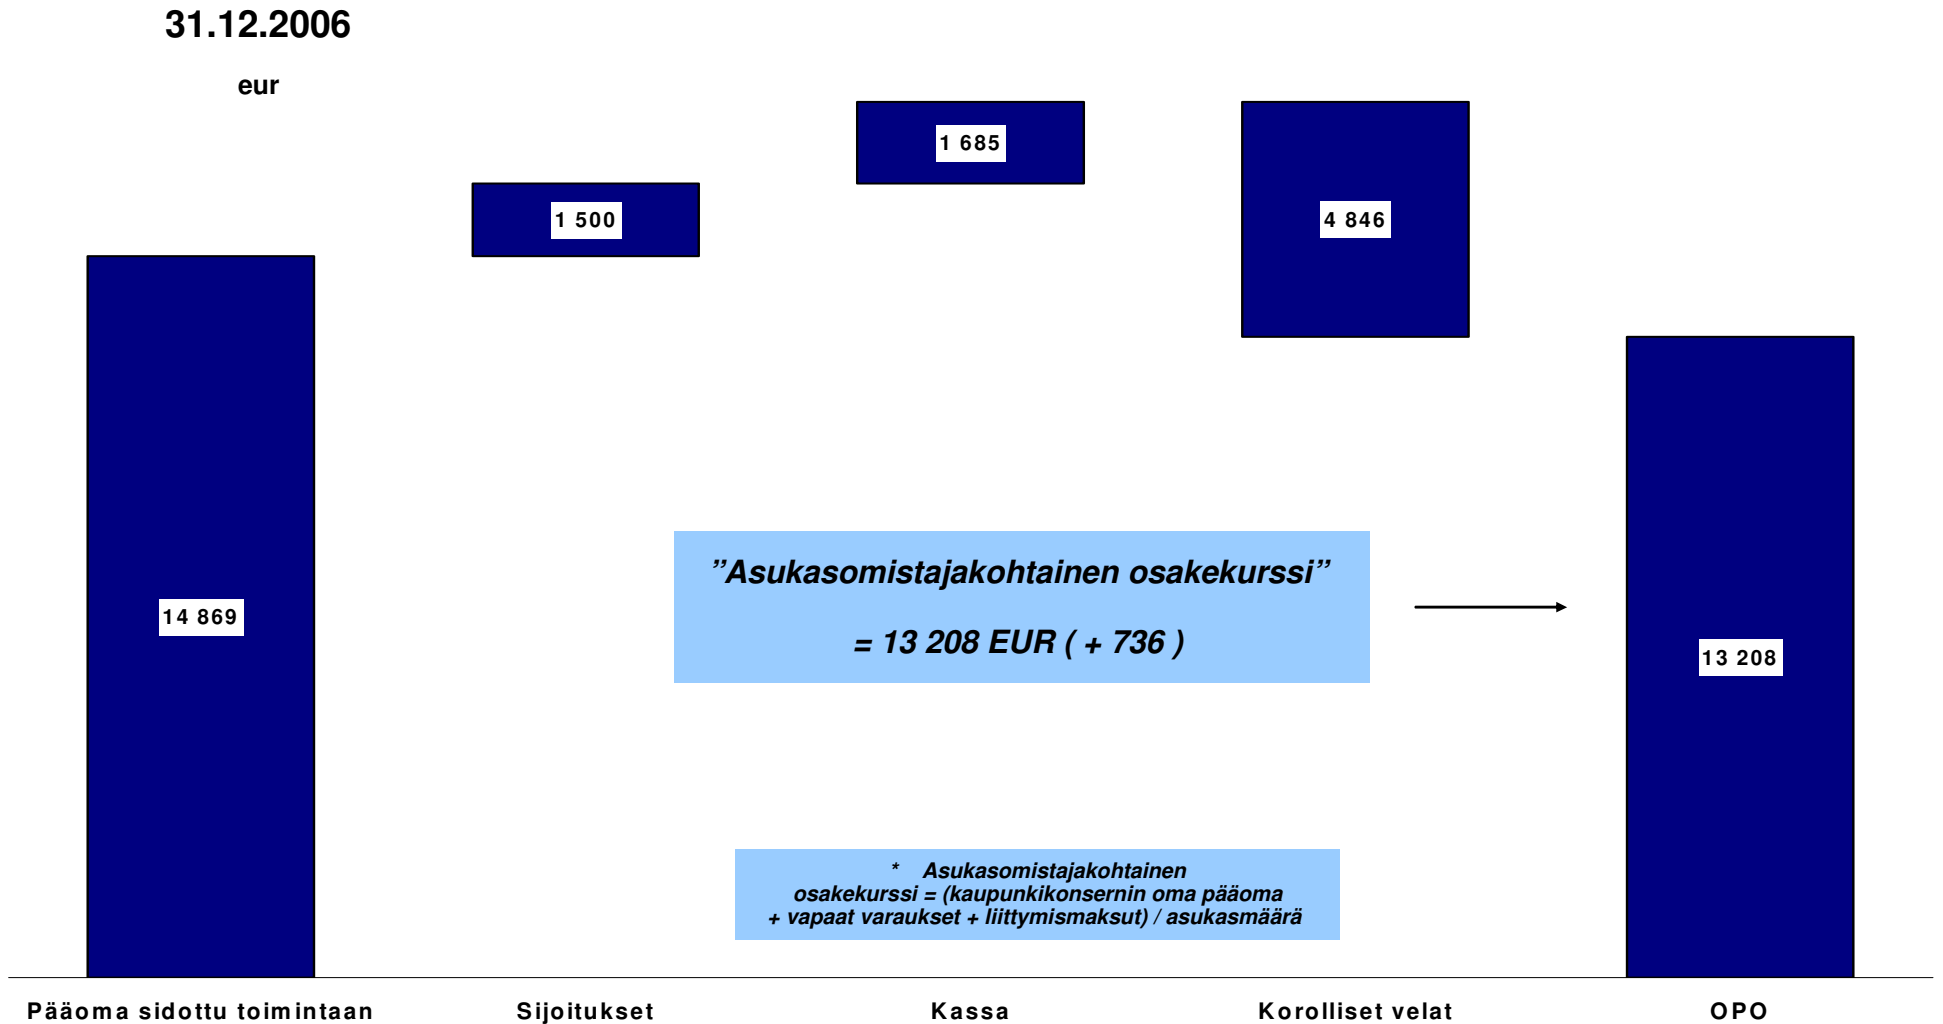 31.12.2006
eur
1 685
1 500
4 846
”Asukasomistajakohtainen osakekurssi”
= 13 208 EUR ( + 736 )
14 869
13 208
* Asukasomistajakohtainen
osakekurssi = (kaupunkikonsernin oma pääoma
+ vapaat varaukset + liittymismaksut) / asukasmäärä
Pääoma sidottu toimintaan
Sijoitukset
Kassa
Korolliset velat
OPO